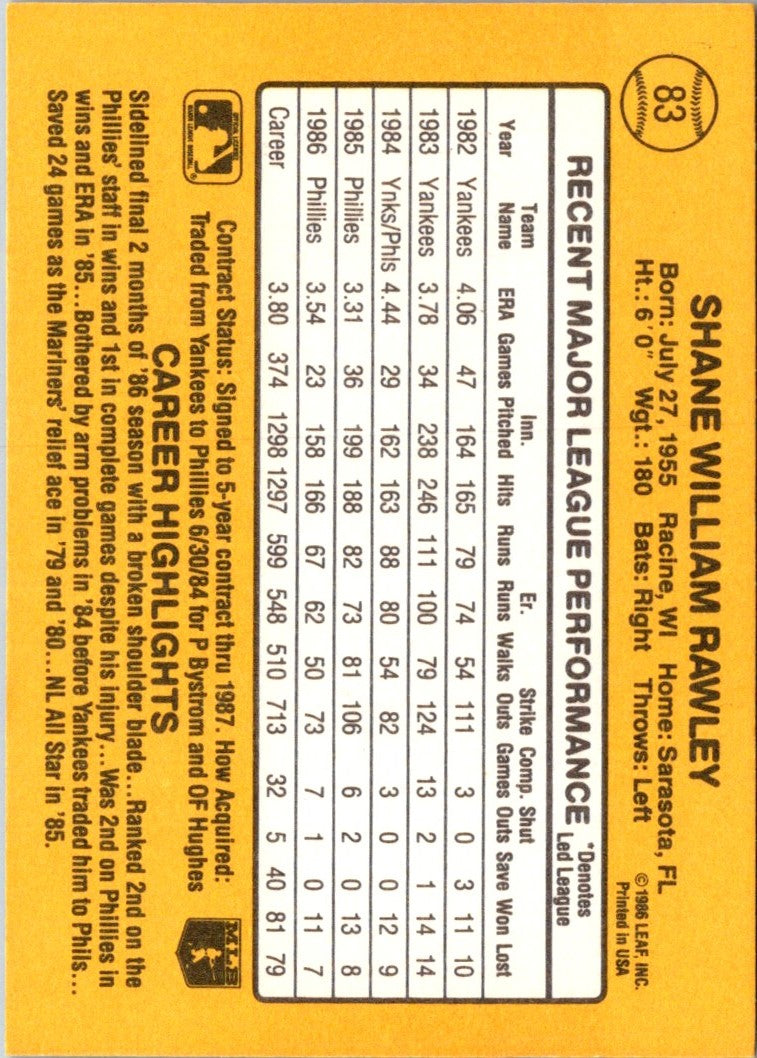 83
SHANE WILLIAM RAWLEY
Born: July 27, 1955 Racine, WI Home: Sarasota, FL
Ht.: 6'0" Wgt.: 180 Bats: Right Throws: Left
© 1986 LEAF, INC.
Printed in USA
RECENT MAJOR LEAGUE PERFORMANCE *Denotes
Led League
Team Inn. Er. Strike Comp. Shut
Year Name ERA Games Pitched Hits Runs Runs Walks Outs Games Outs Save Won Lost
1982 Yankees 4.06 47 164 165 79 74 54 111 3 0 3 11 10
1983 Yankees 3.78 34 238 246 111 100 79 124 13 2 1 14 14
1984 Ynks/Phls 4.44 29 162 163 88 80 54 82 3 0 0 12 9
1985 Phillies 3.31 36 199 188 82 73 81 106 6 2 0 13 8
1986 Phillies 3.54 23 158 166 67 62 50 73 7 1 0 11 7
Career 3.80 374 1298 1297 599 548 510 713 32 5 40 81 79
Contract Status: Signed to 5-year contract thru 1987. How Acquired:
Traded from Yankees to Phillies 6/30/84 for P Bystrom and OF Hughes
MLB
CAREER HIGHLIGHTS
Sidelined final 2 months of '86 season with a broken shoulder blade...Ranked 2nd on the
Phillies' staff in wins and 1st in complete games despite his injury...Was 2nd on Phillies in
wins and ERA in '85...Bothered by arm problems in '84 before Yankees traded him to Phils...
Saved 24 games as the Mariners' relief ace in '79 and '80...NL All Star in '85.